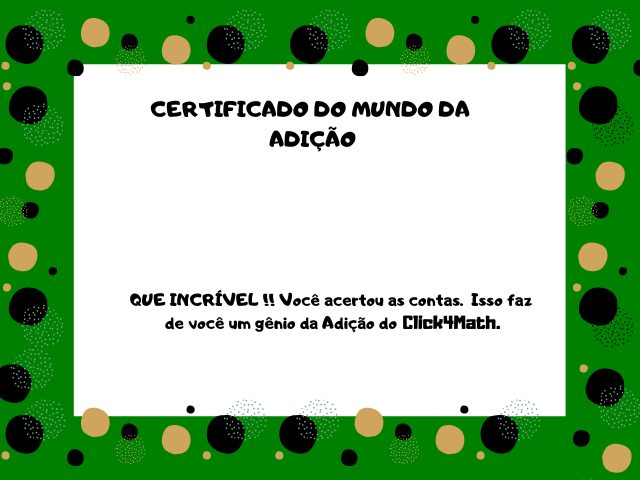 CERTIFICADO DO MUNDO DA
ADIÇÃO
QUE INCRÍVEL !! Você acertou as contas. Isso faz
de você um gênio da Adição do Click4Math.